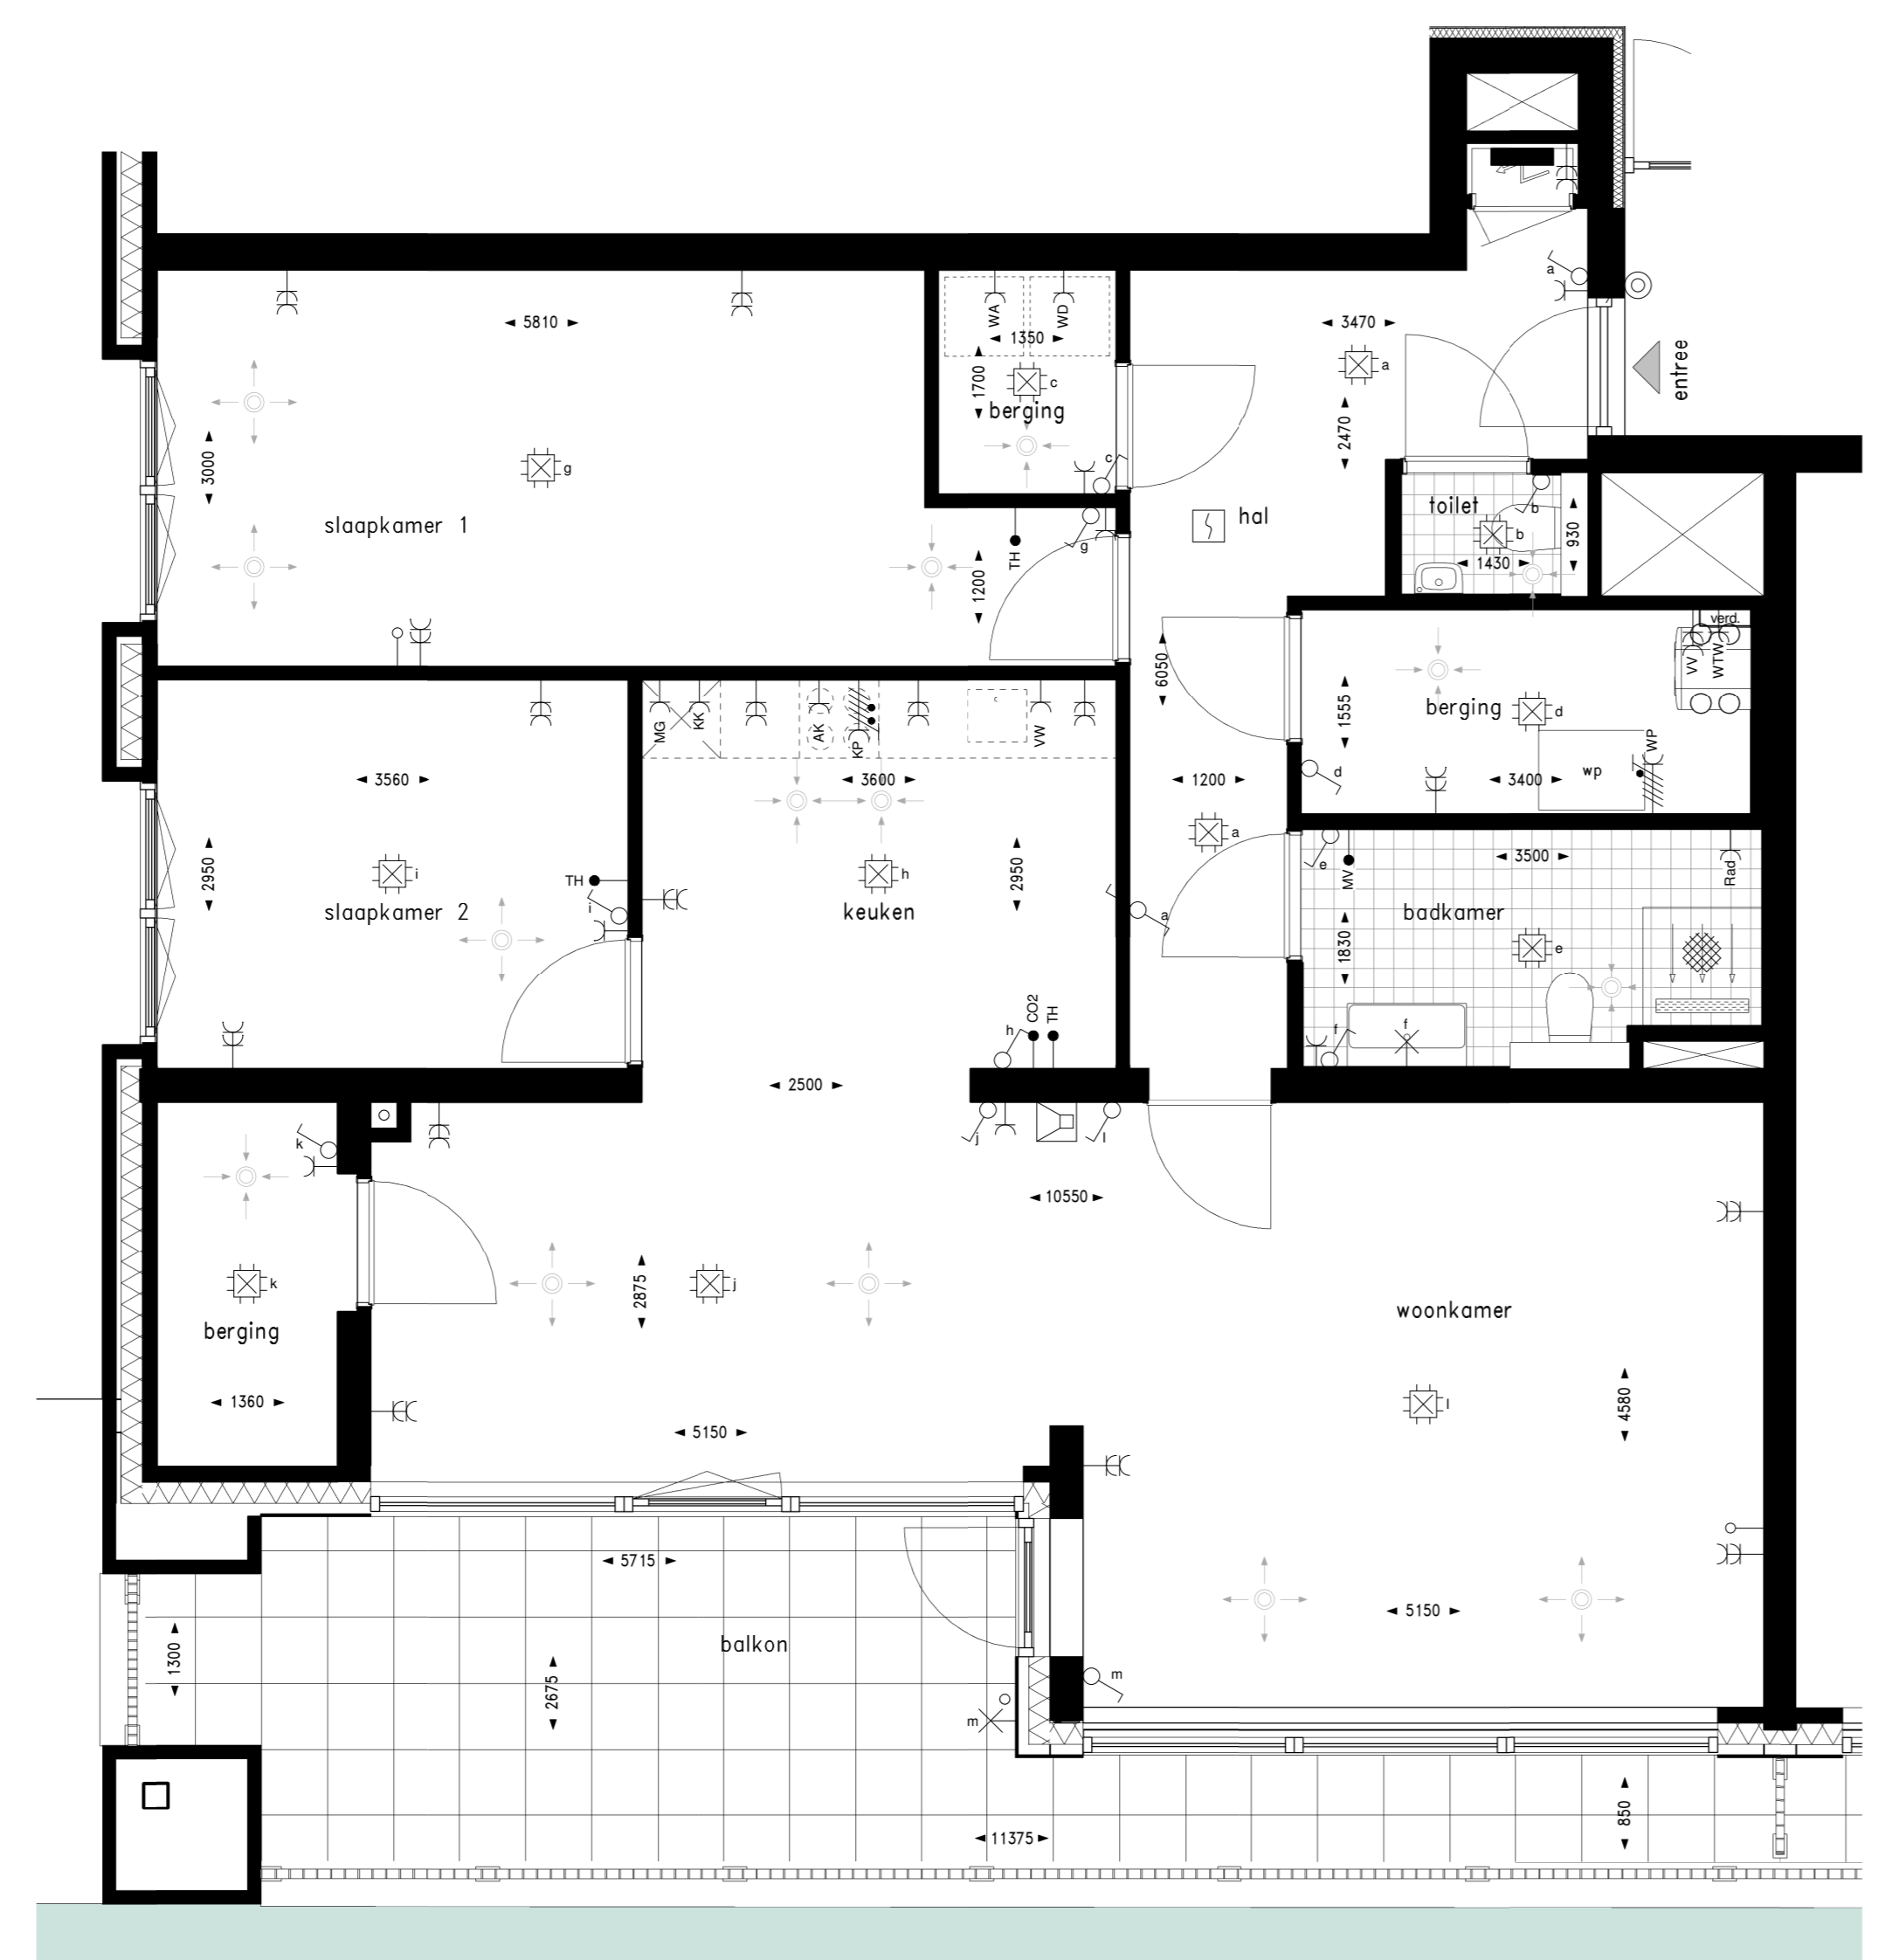 a
5810
3470
WA
WD
1350
a
entree
1700
c
berging
2470
3000
g
c
slaapkamer 1
toilet
b
hal
b
930
TH
g
1430
1200
verd.
6050
VV
WTW
MG
KK
AK
KP
c
VW
1555
berging
d
WP
3560
3600
1200
d
3400
wp
a
2950
i
h
2950
e
MV
3500
Rad
TH
i
slaapkamer 2
keuken
a
badkamer
1830
e
CO2
TH
h
f
f
2500
k
j
l
10550
k
2875
j
berging
woonkamer
1360
l
4580
5150
5715
5150
1300
balkon
2675
m
m
850
11375